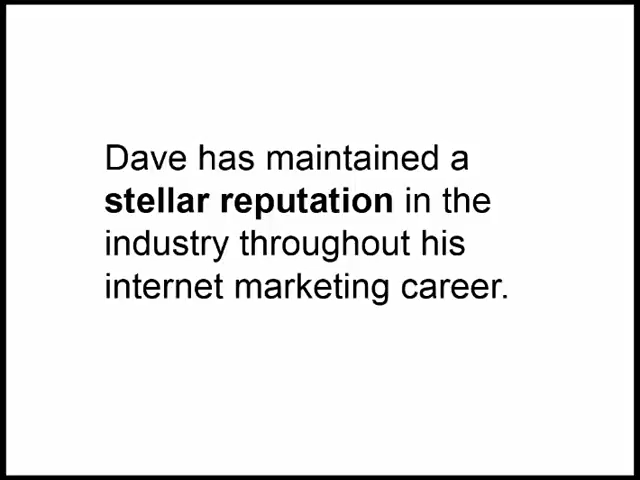 Dave has maintained a
stellar reputation in the
industry throughout his
internet marketing career.